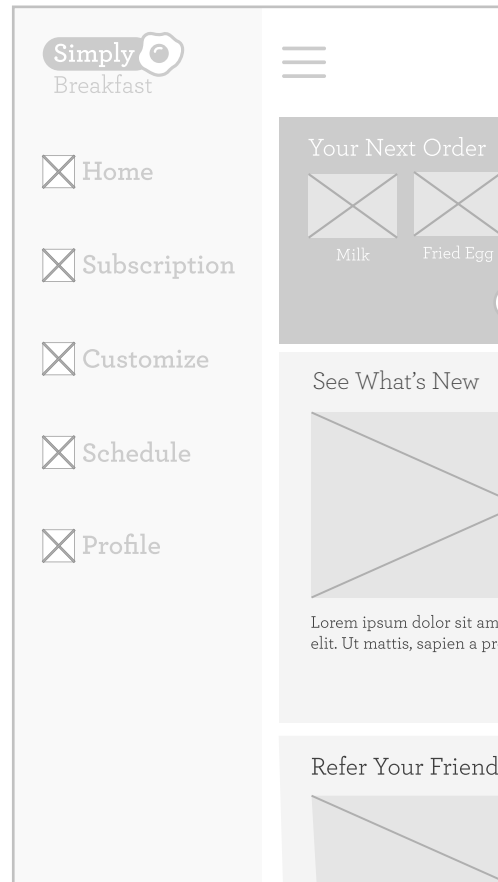 Simply
Breakfast
Home
Subscription
Customize
Schedule
Profile
Your Next Order
Milk
Fried Egg
See What’s New
Lorem ipsum dolor sit am
elit. Ut mattis, sapien a pr
Refer Your Friend